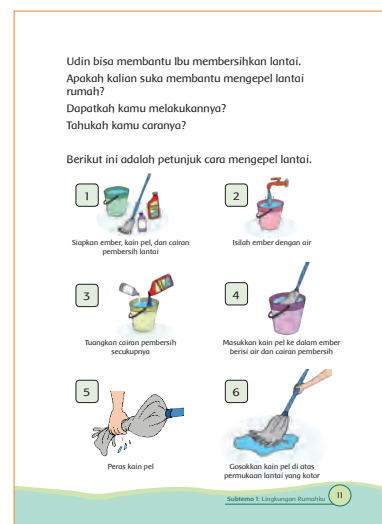 Udin bisa membantu Ibu membersihkan lantai.
Apakah kalian suka membantu mengepel lantai
rumah?
Dapatkah kamu melakukannya?
Tahukah kamu caranya?
Berikut ini adalah petunjuk cara mengepel lantai.
1
Siapkan ember, kain pel, dan cairan
pembersih lantai
2
Isilah ember dengan air
3
Tuangkan cairan pembersih
secukupnya
4
Masukkan kain pel ke dalam ember
berisi air dan cairan pembersih
5
Peras kain pel
6
Gosokkan kain pel di atas
permukaan lantai yang kotor
Subtema 1: Lingkungan Rumahku 11